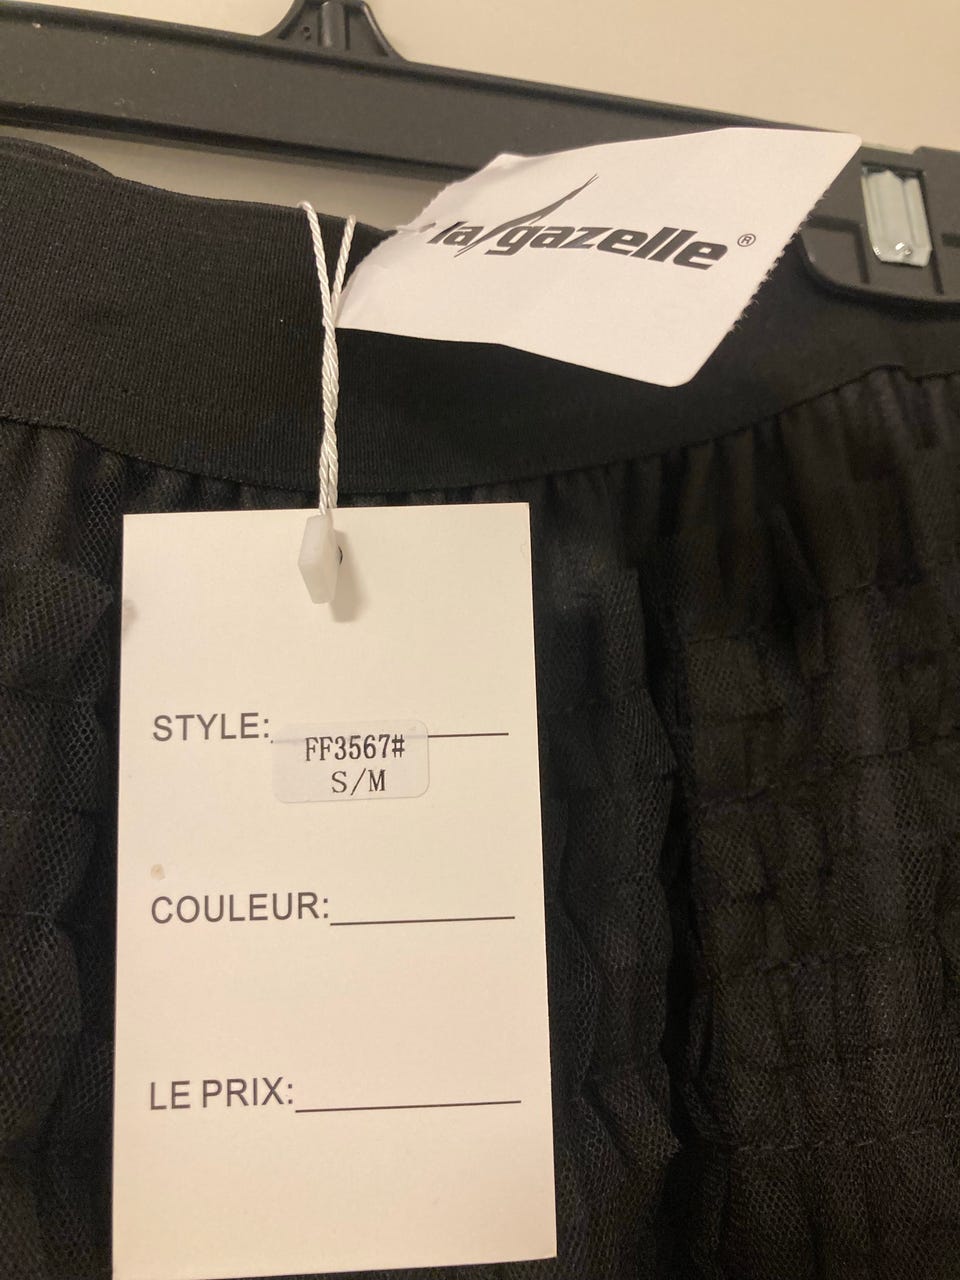 la gazelle ®
STYLE:
FF3567#
S/M
COULEUR:
LE PRIX: